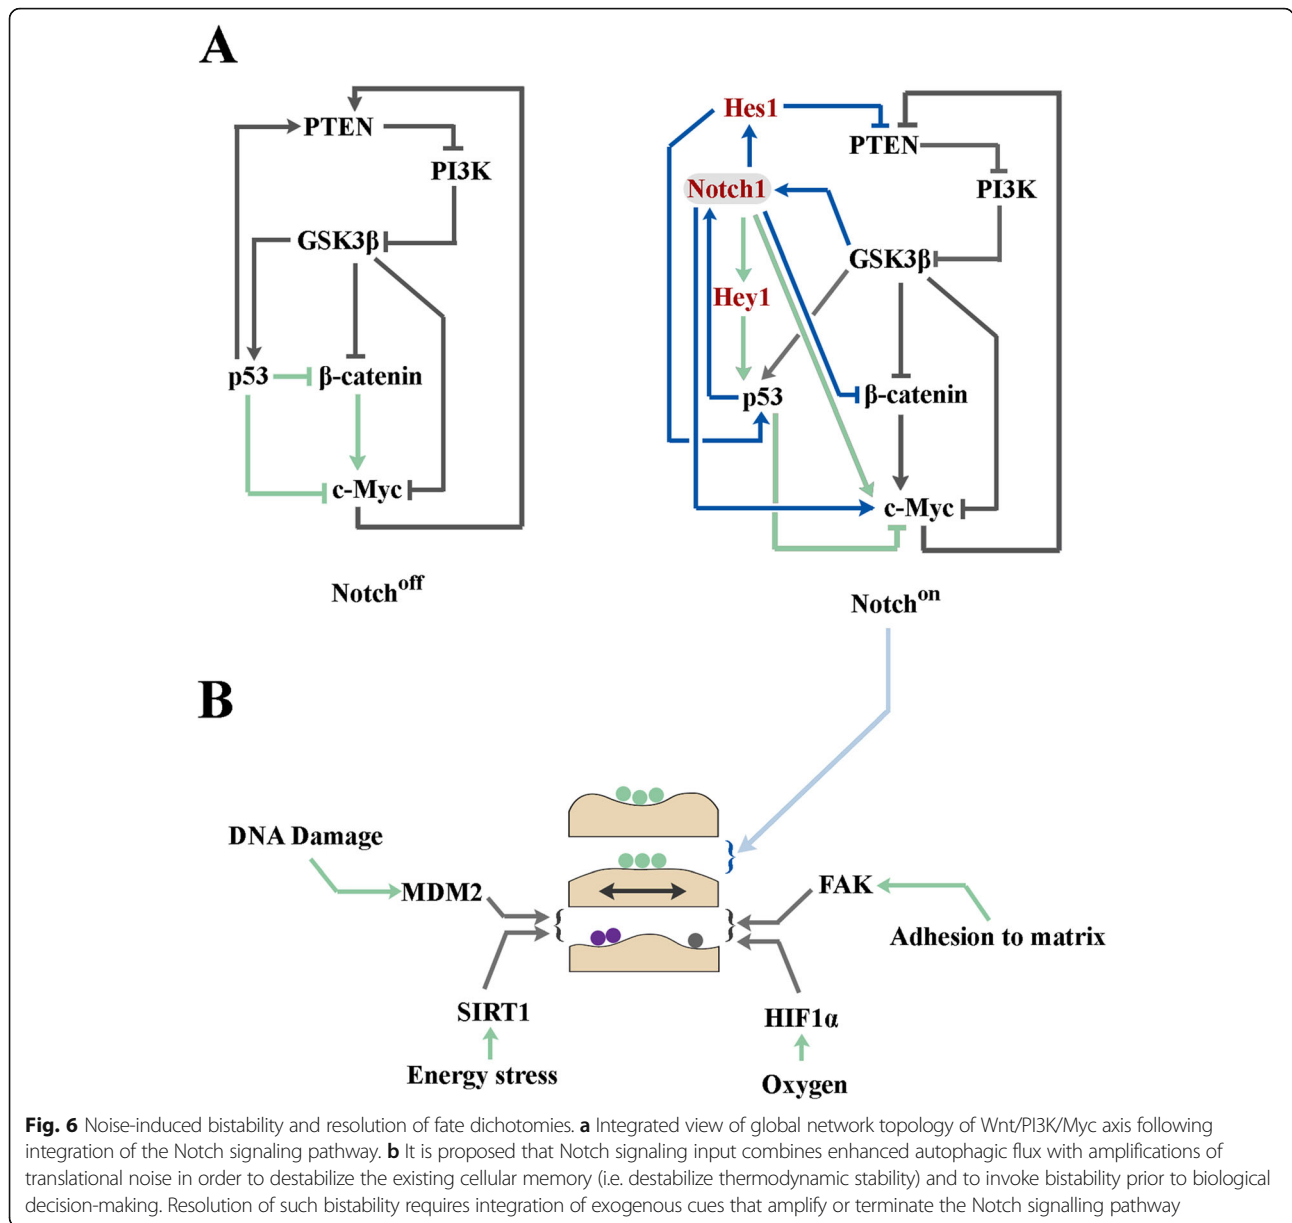 A
PTEN
PI3K
GSK3β
p53
β-catenin
c-Myc
Notch^off
Hes1
PTEN
Notch1
PI3K
GSK3β
Hey1
p53
β-catenin
c-Myc
Notch^on
B
DNA Damage
MDM2
FAK
Adhesion to matrix
SIRT1
HIF1α
Energy stress
Oxygen
Fig. 6 Noise-induced bistability and resolution of fate dichotomies. a Integrated view of global network topology of Wnt/PI3K/Myc axis following
integration of the Notch signaling pathway. b It is proposed that Notch signaling input combines enhanced autophagic flux with amplifications of
translational noise in order to destabilize the existing cellular memory (i.e. destabilize thermodynamic stability) and to invoke bistability prior to biological
decision-making. Resolution of such bistability requires integration of exogenous cues that amplify or terminate the Notch signalling pathway